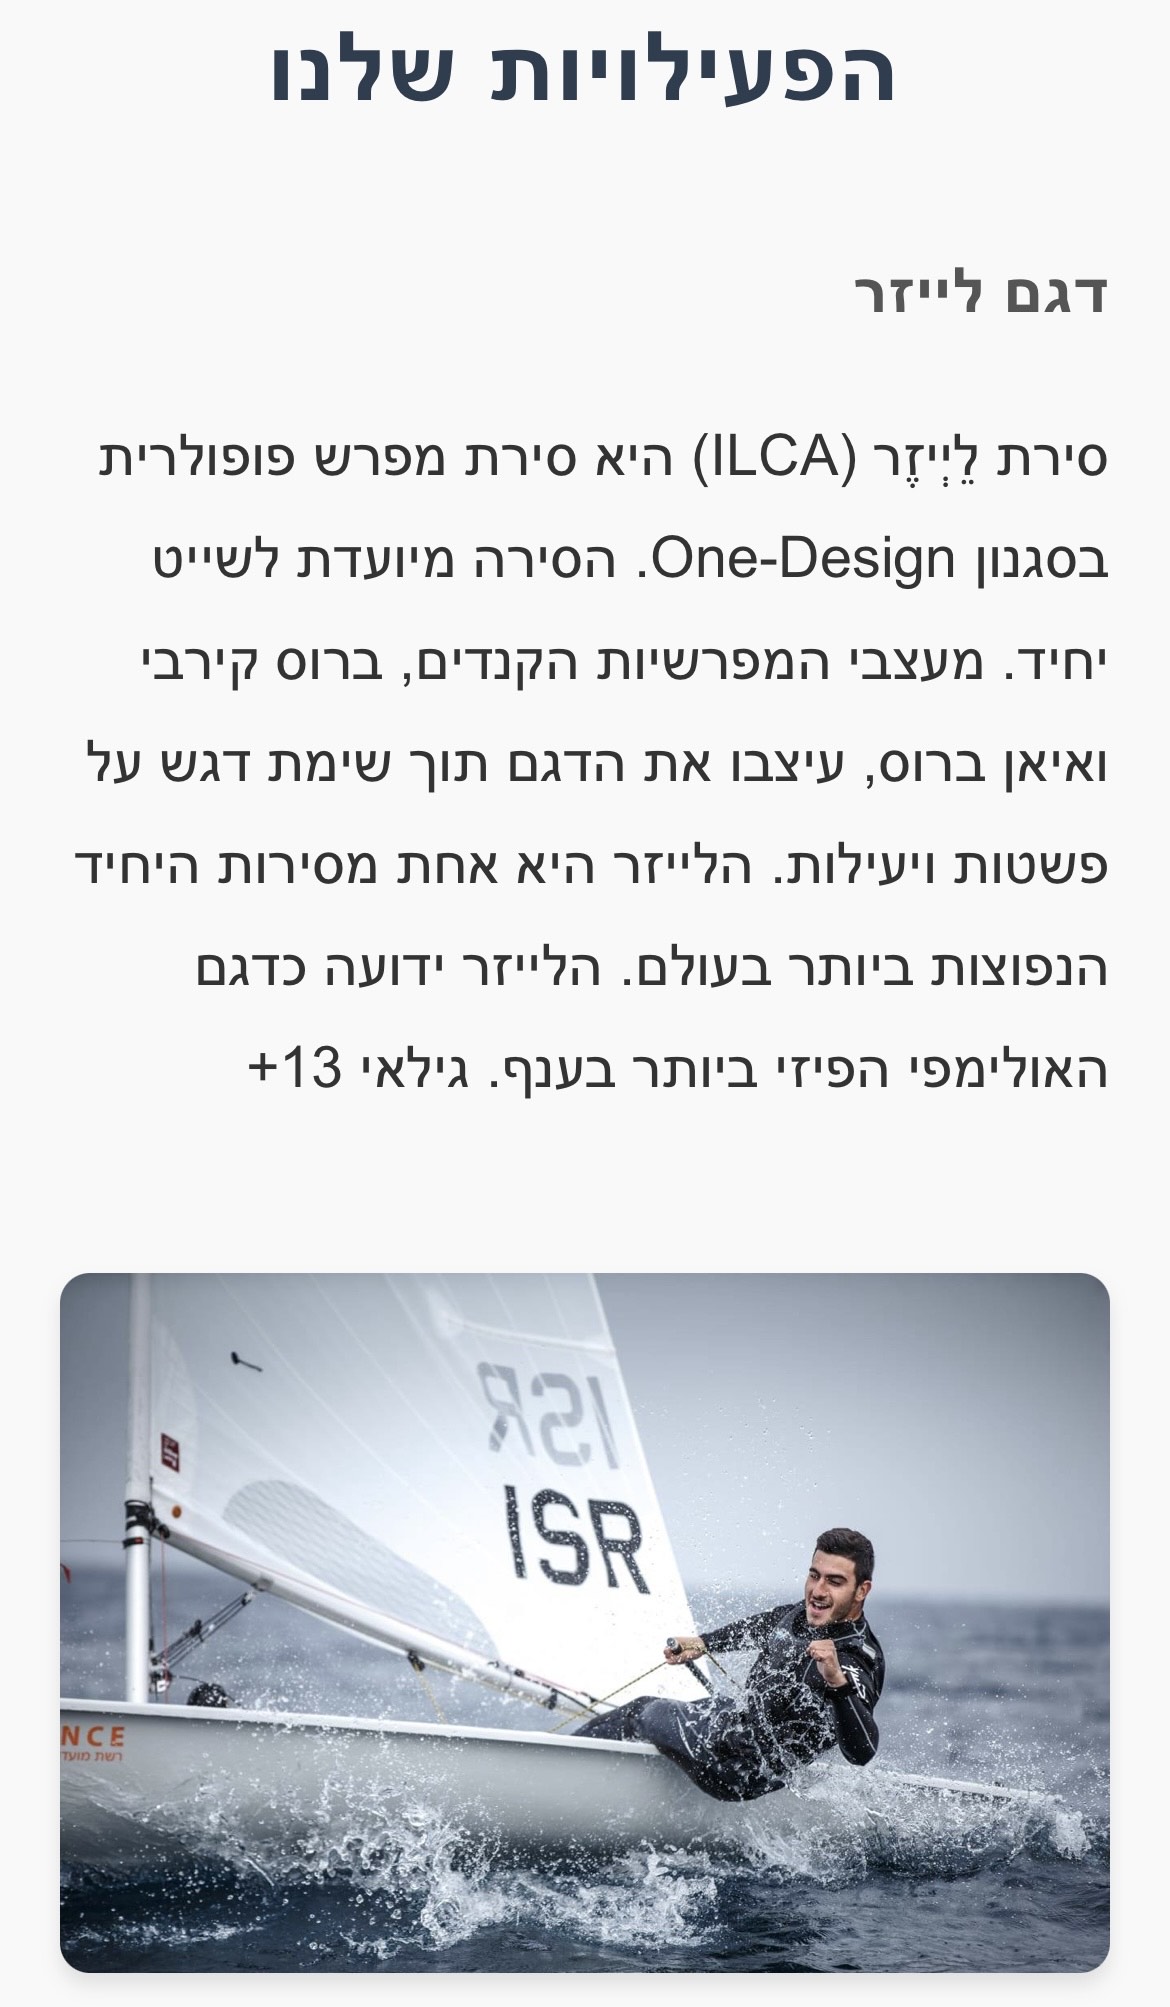 הפעילויות שלנו
דגם לייזר
סירת לֵיְיזֶר (ILCA) היא סירת מפרש פופולרית
בסגנון One-Design. הסירה מיועדת לשייט
יחיד. מעצבי המפרשיות הקנדים, ברוס קירבי
ואיאן ברוס, עיצבו את הדגם תוך שימת דגש על
פשטות ויעילות. הלייזר היא אחת מסירות היחיד
הנפוצות ביותר בעולם. הלייזר ידועה כדגם
האולימפי הפיזי ביותר בענף. גילאי 13+
ISR
ISR
NCE
רשת מועד